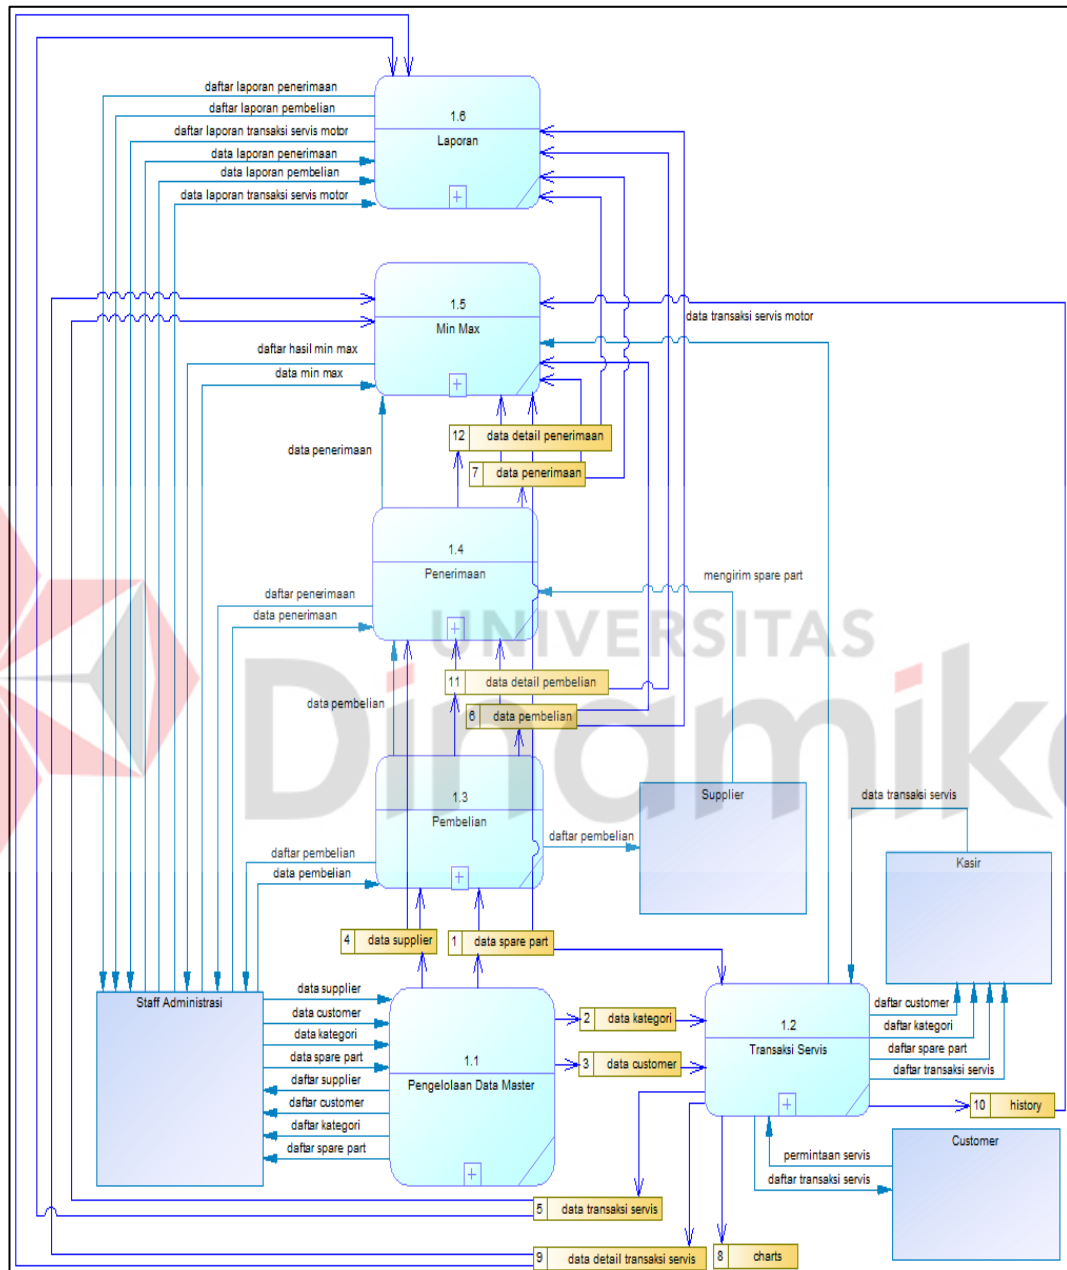 daftar laporan penerimaan
daftar laporan pembelian
daftar laporan transaksi servis motor
data laporan penerimaan
data laporan pembelian
data laporan transaksi servis motor
1.6
Laporan
1.5
Min Max
data transaksi servis motor
daftar hasil min max
data min max
data penerimaan
12 data detail penerimaan
7 data penerimaan
1.4
Penerimaan
mengirim spare part
daftar penerimaan
data penerimaan
UNIVERSITAS
Dinamika
11 data detail pembelian
6 data pembelian
data pembelian
1.3
Pembelian
daftar pembelian
Supplier
data transaksi servis
Kasir
daftar pembelian
data pembelian
4 data supplier
1 data spare part
Staff Administrasi
data supplier
data customer
data kategori
data spare part
daftar supplier
daftar customer
daftar kategori
daftar spare part
1.1
Pengelolaan Data Master
2 data kategori
3 data customer
1.2
Transaksi Servis
daftar customer
daftar kategori
daftar spare part
daftar transaksi servis
10 history
Customer
permintaan servis
daftar transaksi servis
5 data transaksi servis
9 data detail transaksi servis
8 charts